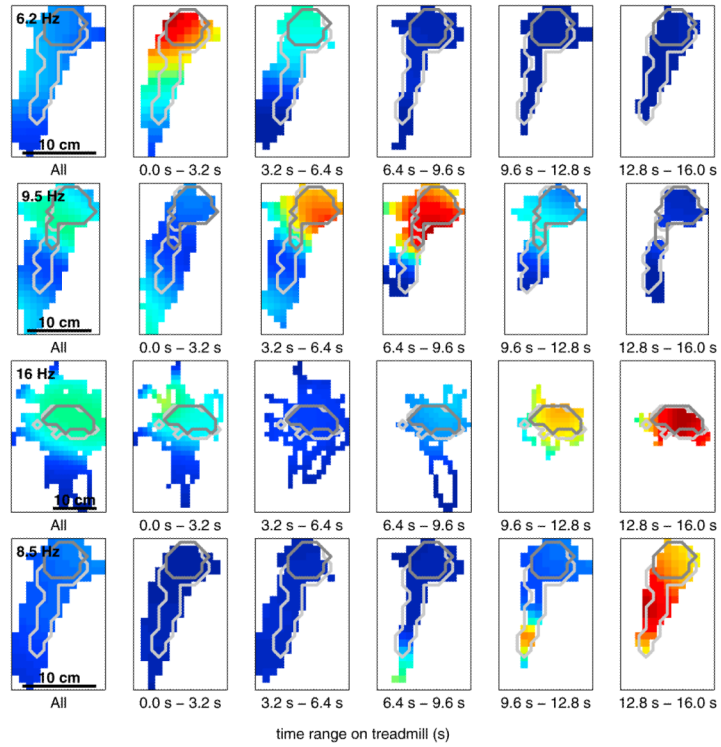 6.2 Hz
10 cm
All
0.0 s – 3.2 s
3.2 s – 6.4 s
6.4 s – 9.6 s
9.6 s – 12.8 s
12.8 s – 16.0 s
9.5 Hz
10 cm
All
0.0 s – 3.2 s
3.2 s – 6.4 s
6.4 s – 9.6 s
9.6 s – 12.8 s
12.8 s – 16.0 s
16 Hz
10 cm
All
0.0 s – 3.2 s
3.2 s – 6.4 s
6.4 s – 9.6 s
9.6 s – 12.8 s
12.8 s – 16.0 s
8.5 Hz
10 cm
All
0.0 s – 3.2 s
3.2 s – 6.4 s
6.4 s – 9.6 s
9.6 s – 12.8 s
12.8 s – 16.0 s
time range on treadmill (s)